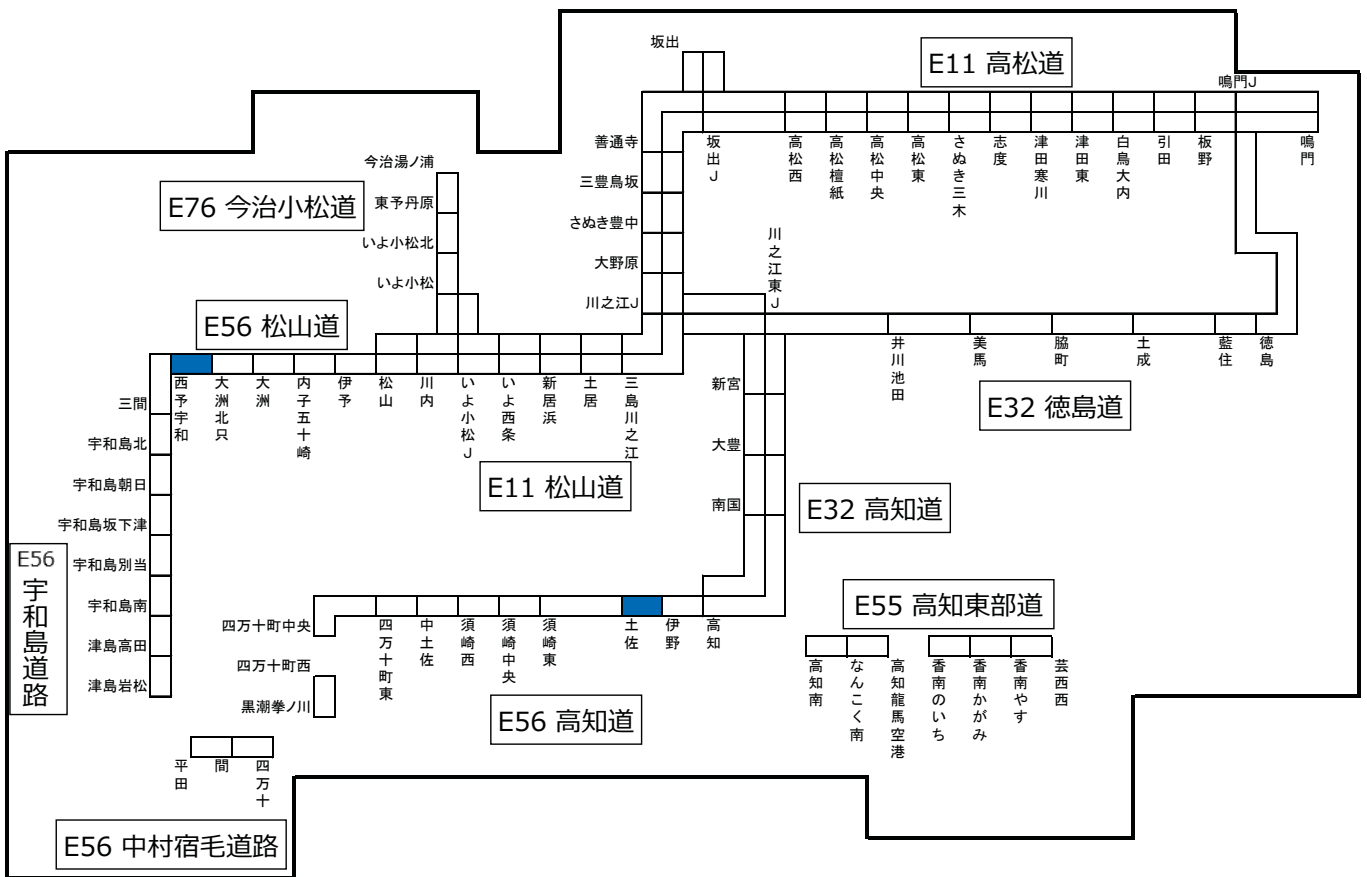 坂出
E11 高松道
鳴門J
善通寺
三豊鳥坂
さぬき豊中
大野原
川之江J
坂出J
高松西
高松檀紙
高松中央
高松東
さぬき三木
志度
津田寒川
津田東
白鳥大内
引田
板野
鳴門
今治湯ノ浦
東予丹原
いよ小松北
いよ小松
E76 今治小松道
川之江東J
E56 松山道
西予宇和
大洲北只
大洲
内子五十崎
伊予
松山
川内
いよ小松J
いよ西条
新居浜
土居
三島川之江
E11 松山道
井川池田
美馬
脇町
土成
藍住
徳島
E32 徳島道
新宮
大豊
南国
E32 高知道
三間
宇和島北
宇和島朝日
宇和島坂下津
宇和島別当
宇和島南
津島高田
津島岩松
E56
宇和島道路
四万十町中央
四万十町西
黒潮拳ノ川
四万十町東
中土佐
須崎西
須崎中央
須崎東
土佐
伊野
高知
E56 高知道
E55 高知東部道
高知南
なんこく南
高知龍馬空港
香南のいち
香南かがみ
香南やす
芸西西
平田
間
四万十
E56 中村宿毛道路